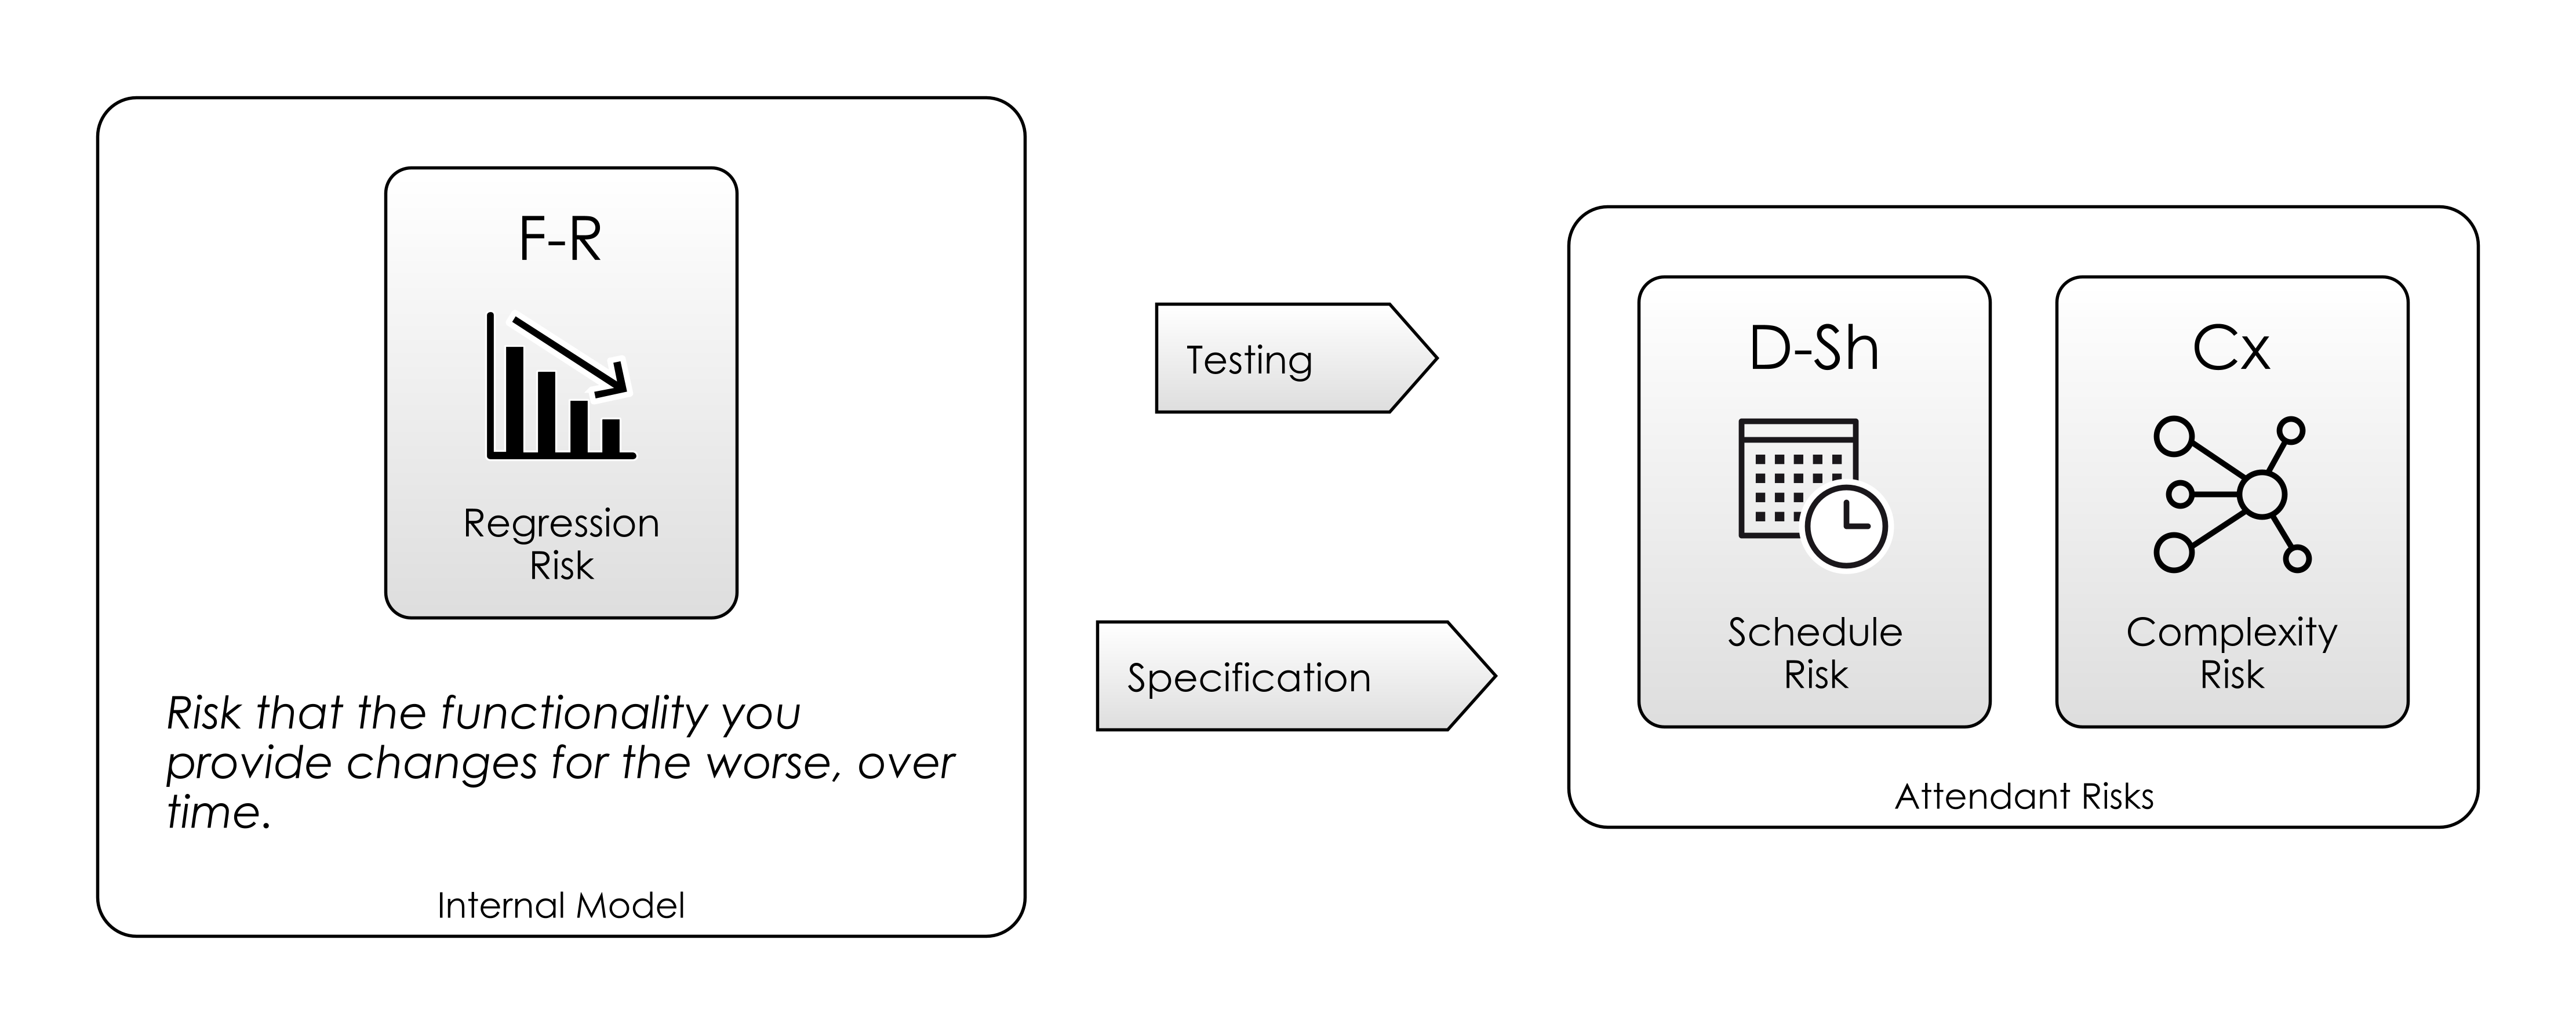 F-R
Regression
Risk
Risk that the functionality you
provide changes for the worse, over
time.
Internal Model
Testing
Specification
D-Sh
Schedule
Risk
Cx
Complexity
Risk
Attendant Risks